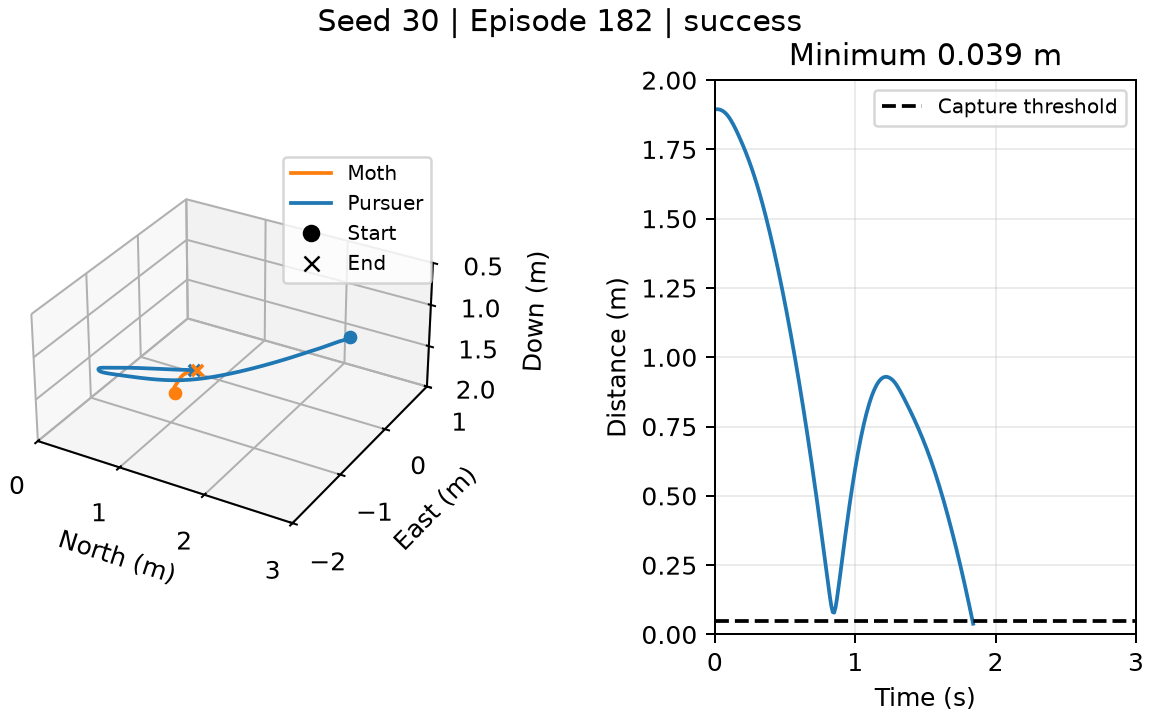 Seed 30 | Episode 182 | success
Moth
Pursuer
Start
End
0.5
1.0
1.5
2.0
Down (m)
1
0
−1
−2
East (m)
0
1
2
3
North (m)
Minimum 0.039 m
Capture threshold
2.00
1.75
1.50
1.25
1.00
0.75
0.50
0.25
0.00
Distance (m)
0
1
2
3
Time (s)